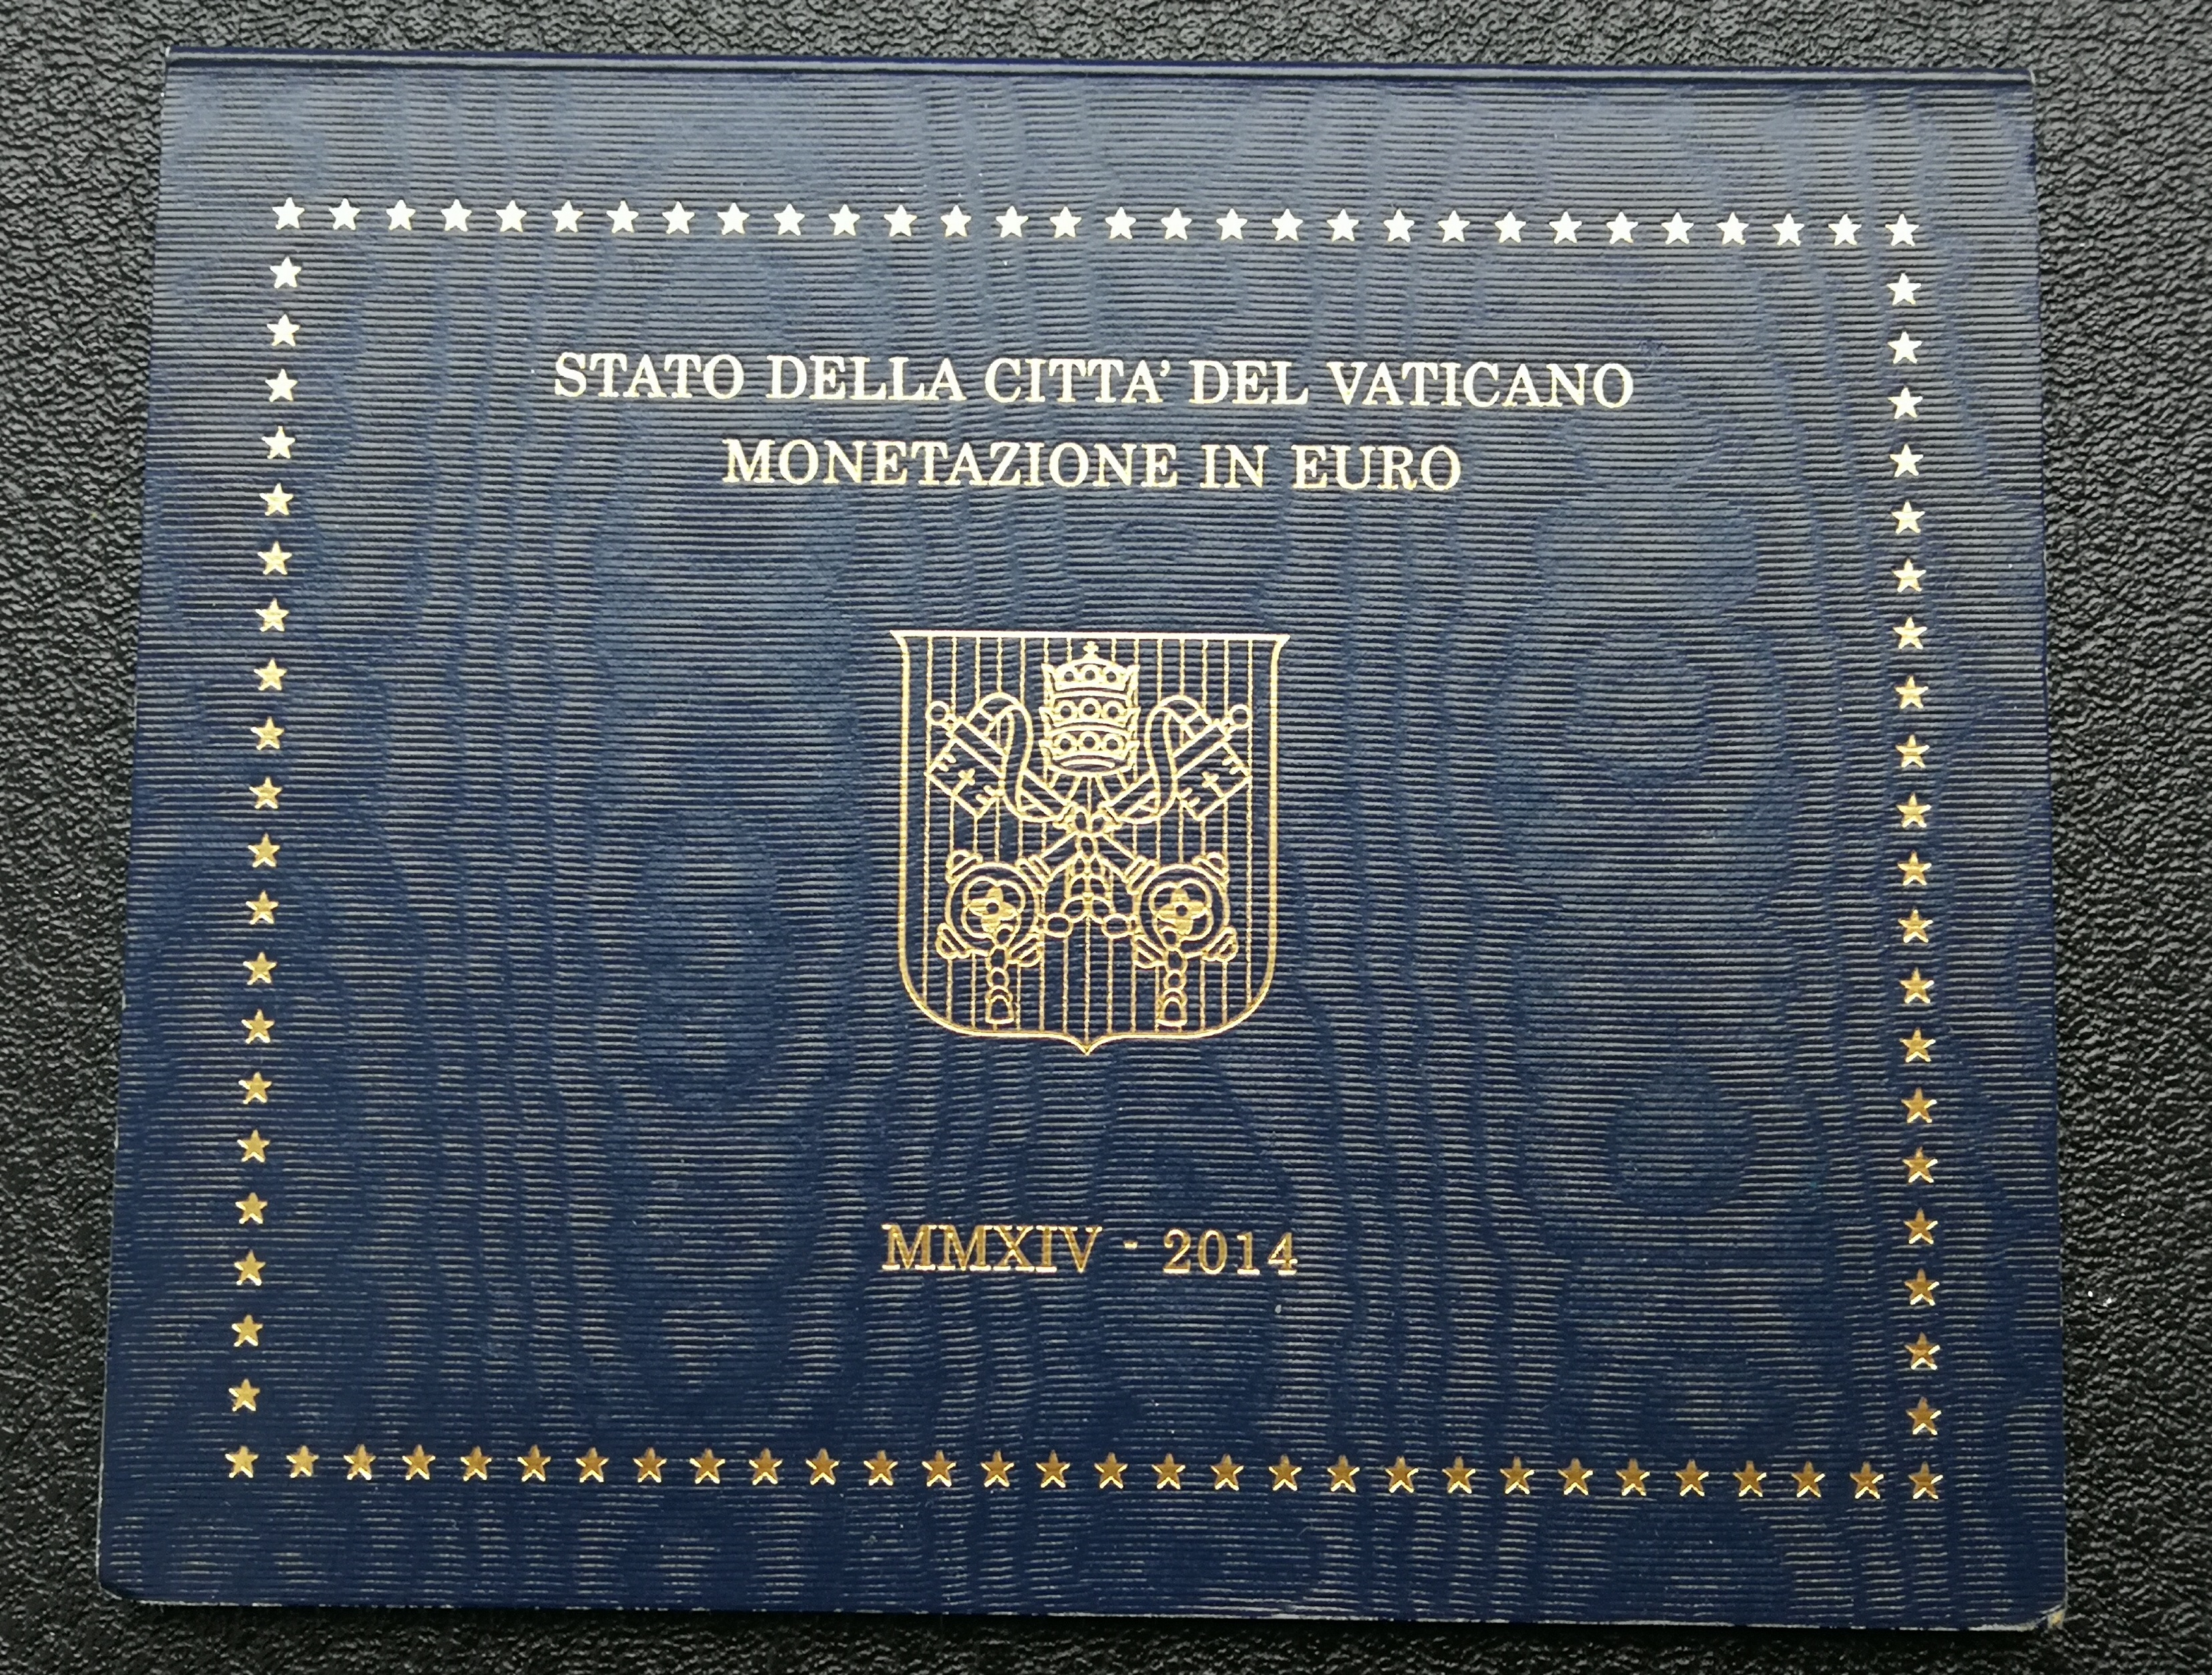 STATO DELLA CITTA’ DEL VATICANO
MONETAZIONE IN EURO
MMXIV - 2014